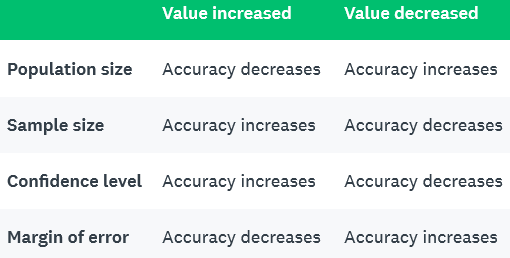 Value increased Value decreased
Population size Accuracy decreases Accuracy increases
Sample size Accuracy increases Accuracy decreases
Confidence level Accuracy increases Accuracy decreases
Margin of error Accuracy decreases Accuracy increases